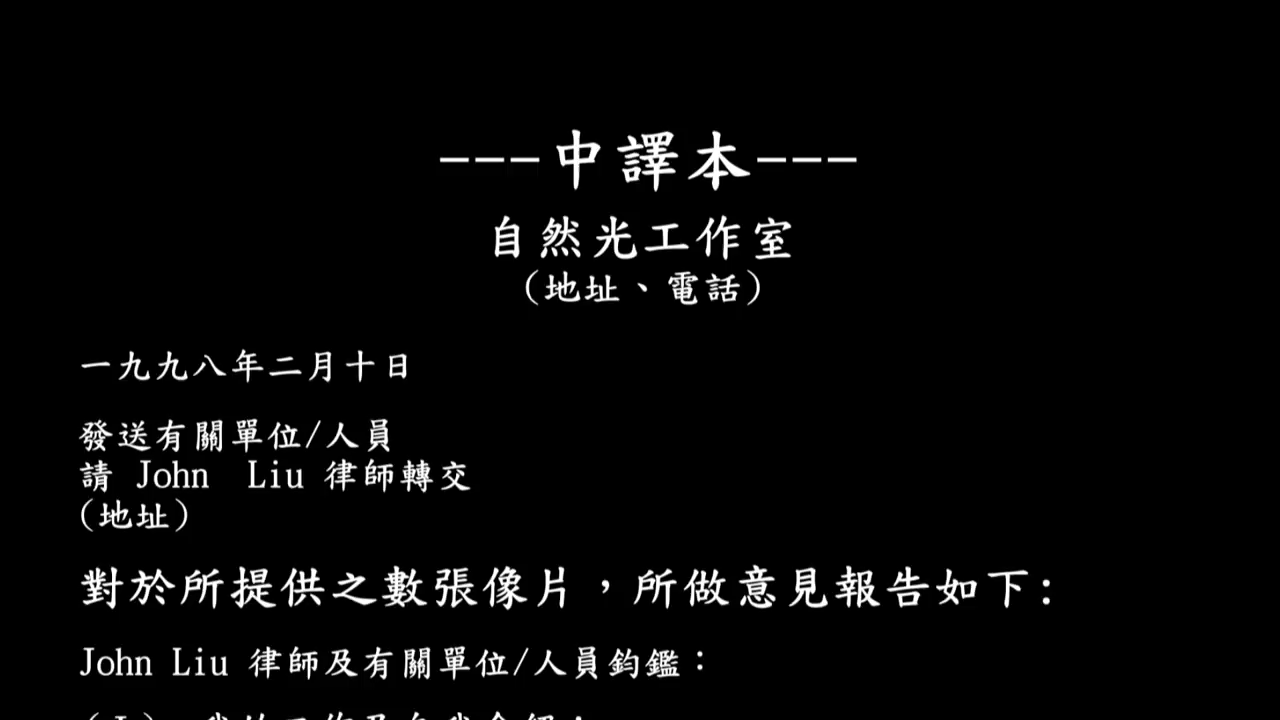 ---中譯本---
自然光工作室
(地址、電話)
一九九八年二月十日
發送有關單位/人員
請 John Liu 律師轉交
(地址)
對於所提供之數張像片，所做意見報告如下:
John Liu 律師及有關單位/人員鈞鑑：